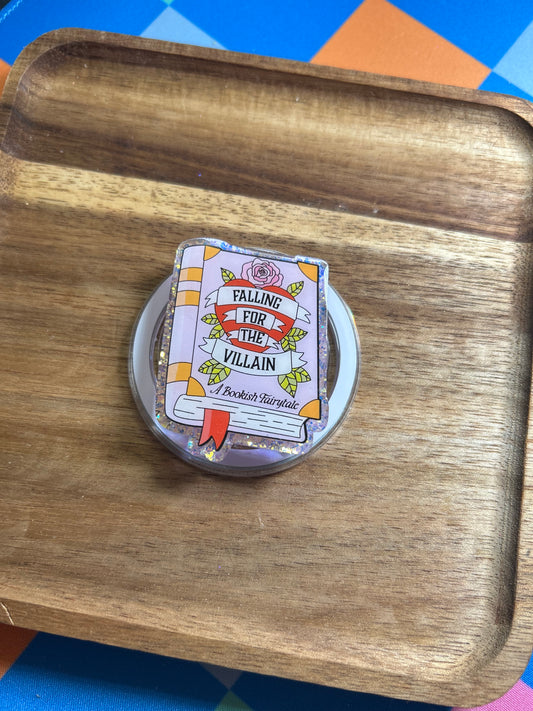 FALLING
FOR
THE
VILLAIN
A Bookish Fairytale